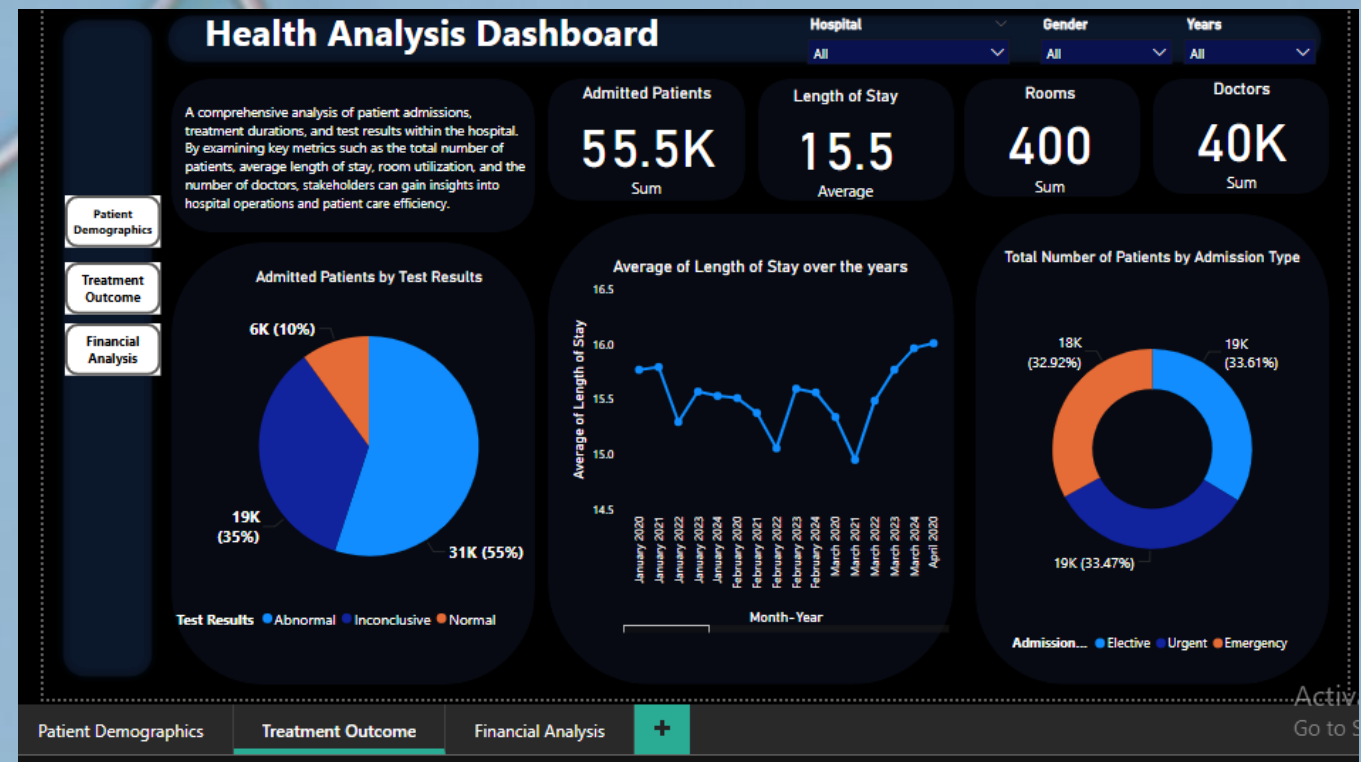 Health Analysis Dashboard
Hospital
All
Gender
All
Years
All
A comprehensive analysis of patient admissions,
treatment durations, and test results within the hospital.
By examining key metrics such as the total number of
patients, average length of stay, room utilization, and the
number of doctors, stakeholders can gain insights into
hospital operations and patient care efficiency.
Admitted Patients
55.5K
Sum
Length of Stay
15.5
Average
Rooms
400
Sum
Doctors
40K
Sum
Patient
Demographics
Treatment
Outcome
Financial
Analysis
Admitted Patients by Test Results
6K (10%)
19K
(35%)
31K (55%)
Test Results Abnormal Inconclusive Normal
Average of Length of Stay over the years
Average of Length of Stay
16.5
16.0
15.5
15.0
14.5
January 2020
January 2021
January 2022
January 2023
January 2024
February 2020
February 2021
February 2022
February 2023
February 2024
March 2020
March 2021
March 2022
March 2023
March 2024
April 2020
Month-Year
Total Number of Patients by Admission Type
18K
(32.92%)
19K
(33.61%)
19K (33.47%)
Admission... Elective Urgent Emergency
Activ
Go to S
Patient Demographics
Treatment Outcome
Financial Analysis
+